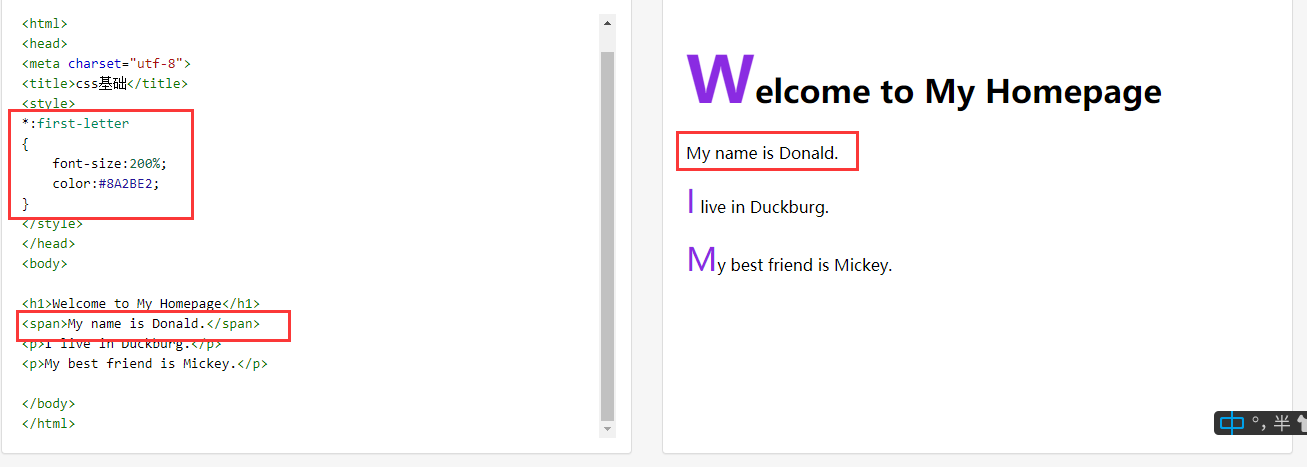 <html>
<head>
<meta charset="utf-8">
<title>css基础</title>
<style>
*:first-letter
{
    font-size:200%;
    color:#8A2BE2;
}
</style>
</head>
<body>
<h1>Welcome to My Homepage</h1>
<span>My name is Donald.</span>
<p>I live in Duckburg.</p>
<p>My best friend is Mickey.</p>
</body>
</html>
Welcome to My Homepage
My name is Donald.
I live in Duckburg.
My best friend is Mickey.
中 °, 半